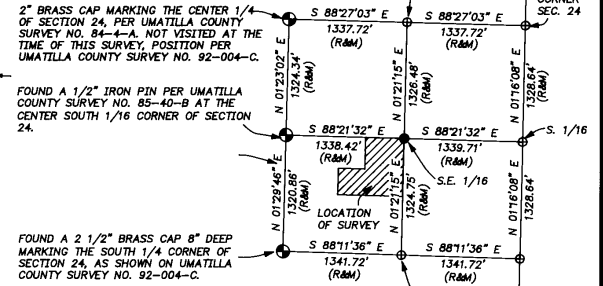 2" BRASS CAP MARKING THE CENTER 1/4
OF SECTION 24, PER UMATILLA COUNTY
SURVEY NO. 84-4-A. NOT VISITED AT THE
TIME OF THIS SURVEY, POSITION PER
UMATILLA COUNTY SURVEY NO. 92-004-C.
S 88°27'03" E
1337.72'
(R&M)
S 88°27'03" E
1337.72'
(R&M)
CORNER
SEC. 24
N 01°23'02" E
1324.34'
(R&M)
N 01°21'15" E
1326.48'
(R&M)
N 01°16'08" E
1328.64'
(R&M)
FOUND A 1/2" IRON PIN PER UMATILLA
COUNTY SURVEY NO. 85-40-B AT THE
CENTER SOUTH 1/16 CORNER OF SECTION
24.
S 88°21'32" E
1338.42'
(R&M)
S 88°21'32" E
1339.71'
(R&M)
S. 1/16
S.E. 1/16
N 01°29'46" E
1320.86'
(R&M)
N 01°21'15" E
1324.75'
(R&M)
N 01°16'08" E
1328.64'
LOCATION
OF SURVEY
FOUND A 2 1/2" BRASS CAP 8" DEEP
MARKING THE SOUTH 1/4 CORNER OF
SECTION 24, AS SHOWN ON UMATILLA
COUNTY SURVEY NO. 92-004-C.
S 88°11'36" E
1341.72'
(R&M)
S 88°11'36" E
1341.72'
(R&M)